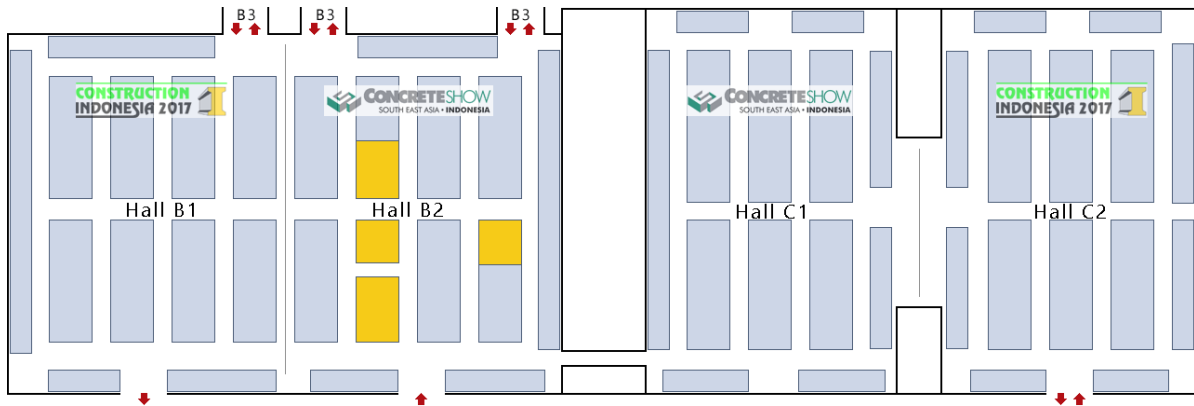 B3
B3
B3
CONSTRUCTION
INDONESIA 2017
CONCRETESHOW
SOUTH EAST ASIA • INDONESIA
CONCRETESHOW
SOUTH EAST ASIA • INDONESIA
CONSTRUCTION
INDONESIA 2017
Hall B1
Hall B2
Hall C1
Hall C2